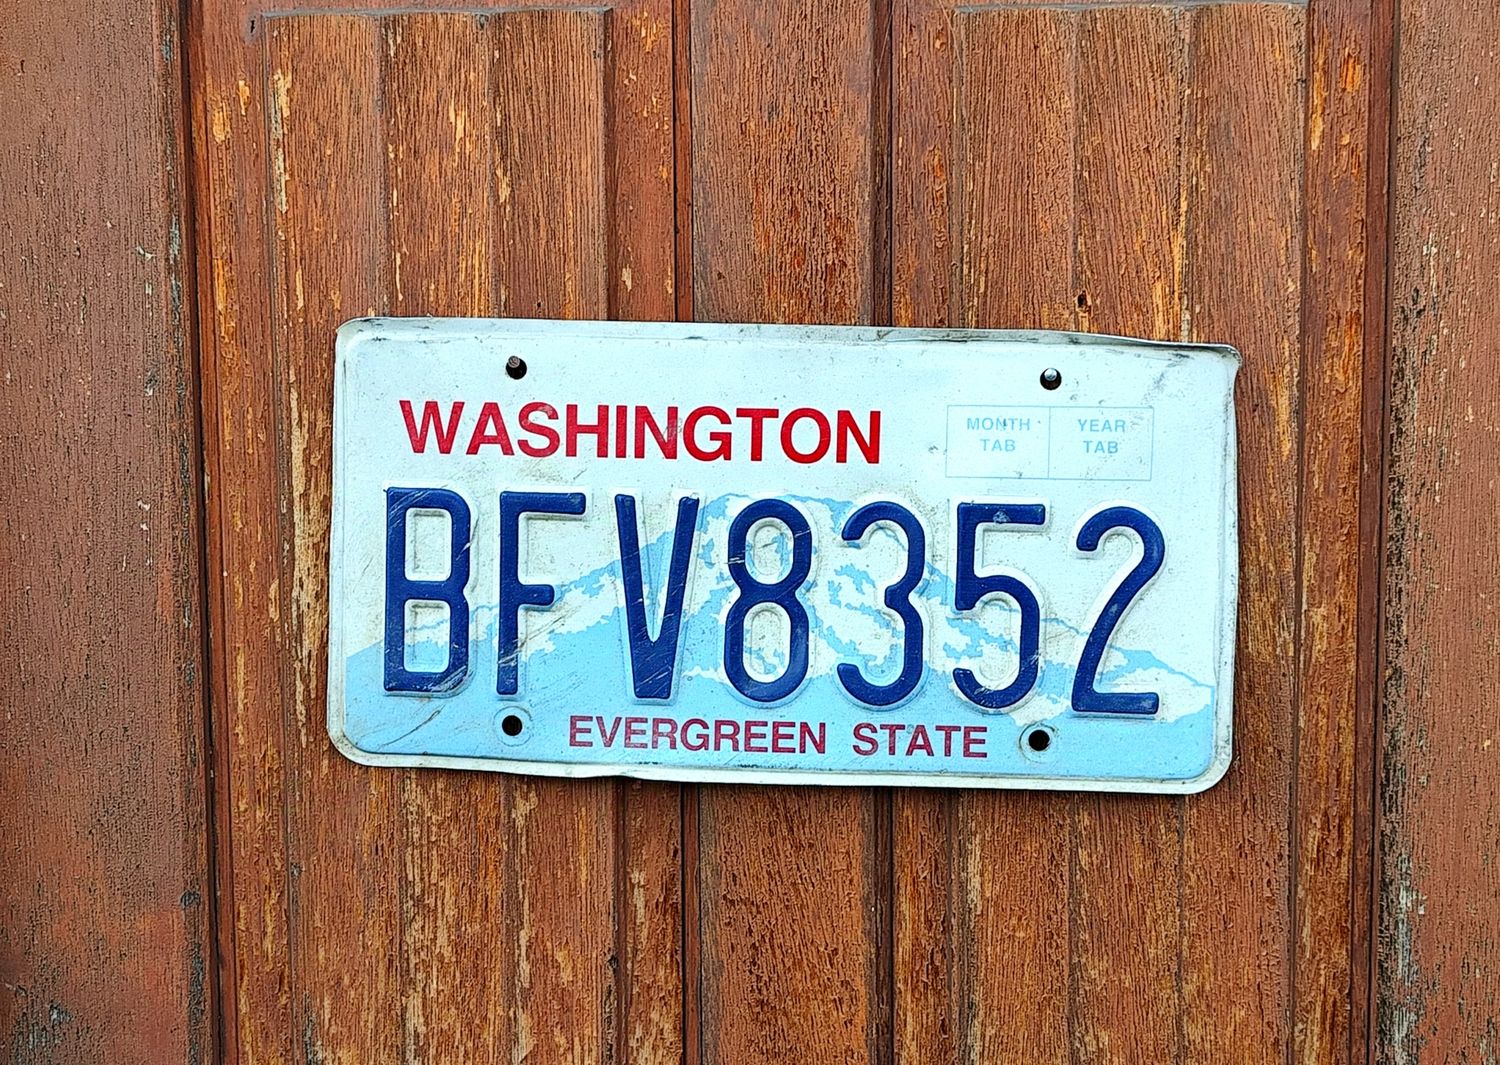 WASHINGTON
MONTH TAB
YEAR TAB
BFV8352
EVERGREEN STATE